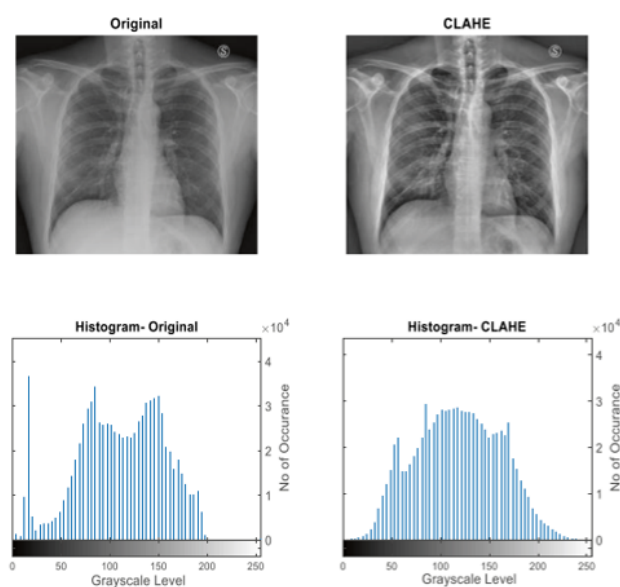 Original
CLAHE
S
S
Histogram- Original
×10⁴
4
3
2
1
0
No of Occurance
0 50 100 150 200 250
Grayscale Level
Histogram- CLAHE
×10⁴
4
3
2
1
0
No of Occurance
0 50 100 150 200 250
Grayscale Level